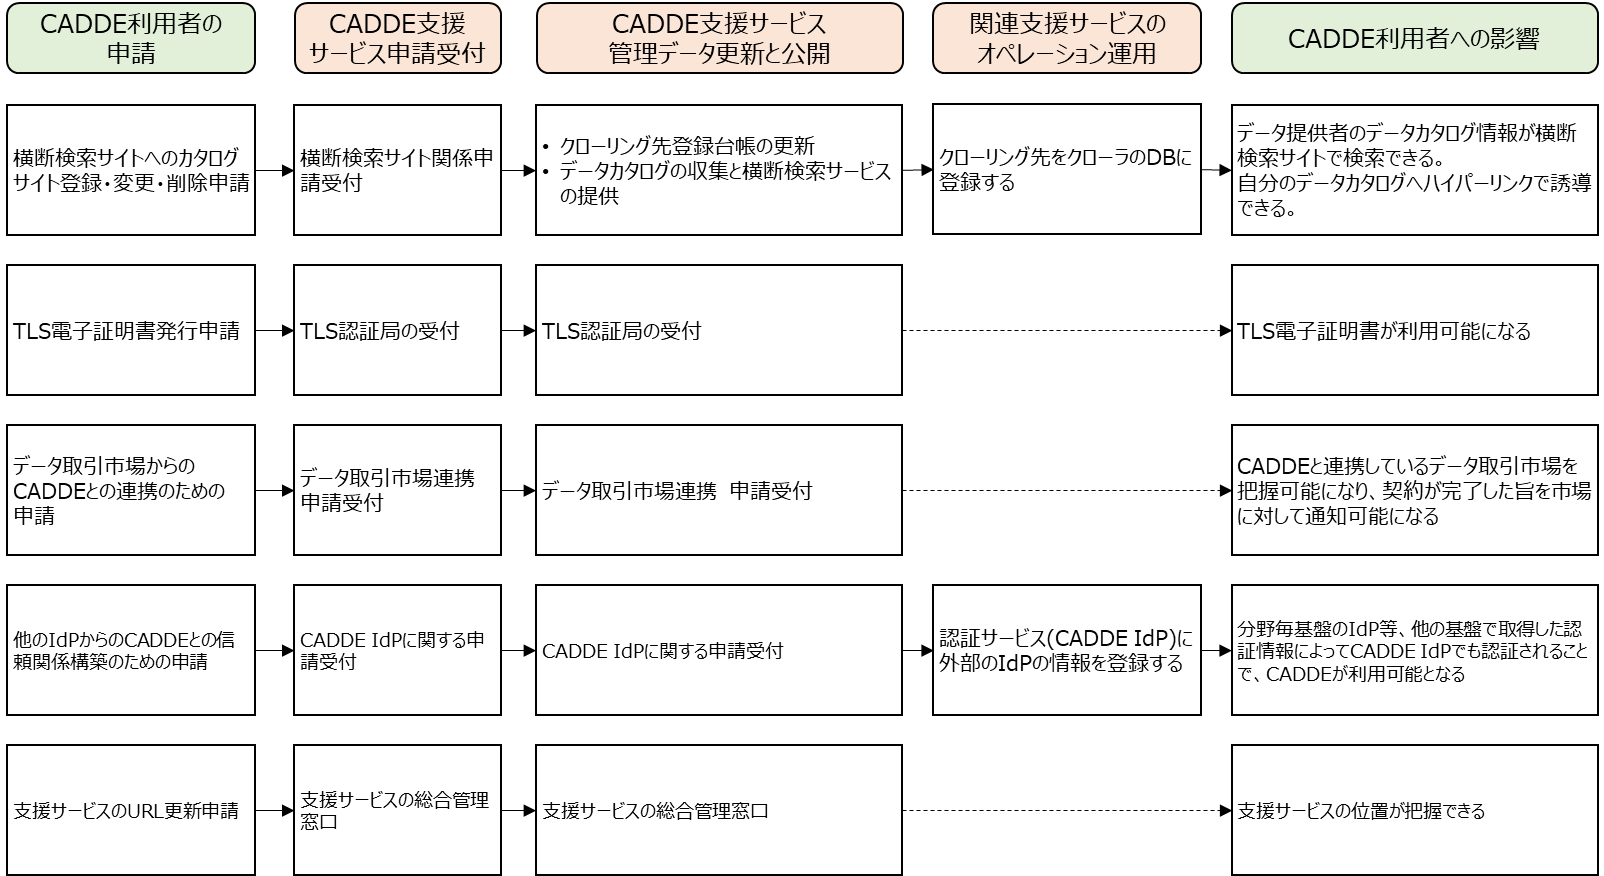 CADDE利用者の
申請
CADDE支援
サービス申請受付
CADDE支援サービス
管理データ更新と公開
関連支援サービスの
オペレーション運用
CADDE利用者への影響
横断検索サイトへのカタログ
サイト登録・変更・削除申請
横断検索サイト関係申
請受付
• クローリング先登録台帳の更新
• データカタログの収集と横断検索サービス
の提供
クローリング先をクローラのDBに
登録する
データ提供者のデータカタログ情報が横断
検索サイトで検索できる。
自分のデータカタログへハイパーリンクで誘導
できる。
TLS電子証明書発行申請
TLS認証局の受付
TLS認証局の受付
TLS電子証明書が利用可能になる
データ取引市場からの
CADDEとの連携のための
申請
データ取引市場連携
申請受付
データ取引市場連携　申請受付
CADDEと連携しているデータ取引市場を
把握可能になり、契約が完了した旨を市場
に対して通知可能になる
他のIdPからのCADDEとの信
頼関係構築のための申請
CADDE IdPに関する申
請受付
CADDE IdPに関する申請受付
認証サービス(CADDE IdP)に
外部のIdPの情報を登録する
分野毎基盤のIdP等、他の基盤で取得した認
証情報によってCADDE IdPでも認証されること
で、CADDEが利用可能となる
支援サービスのURL更新申請
支援サービスの総合管理
窓口
支援サービスの総合管理窓口
支援サービスの位置が把握できる